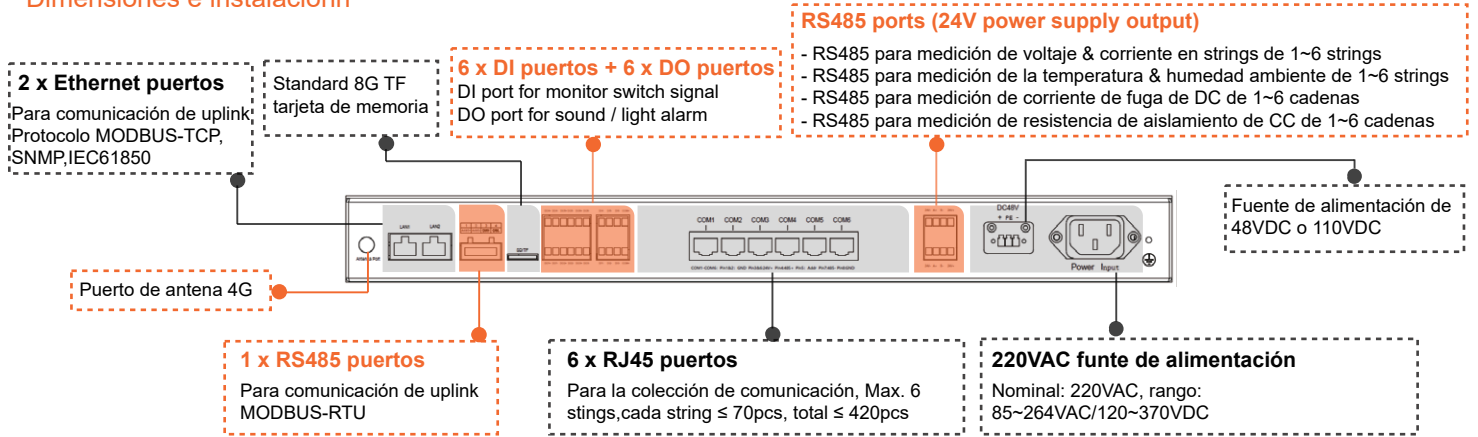 Dimensiones e instalaciónn
RS485 ports (24V power supply output)
- RS485 para medición de voltaje & corriente en strings de 1~6 strings
- RS485 para medición de la temperatura & humedad ambiente de 1~6 strings
- RS485 para medición de corriente de fuga de DC de 1~6 cadenas
- RS485 para medición de resistencia de aislamiento de CC de 1~6 cadenas
2 x Ethernet puertos
Para comunicación de uplink
Protocolo MODBUS-TCP,
SNMP,IEC61850
Standard 8G TF
tarjeta de memoria
6 x DI puertos + 6 x DO puertos
DI port for monitor switch signal
DO port for sound / light alarm
Fuente de alimentación de
48VDC o 110VDC
LAN1 LAN2
SD/TF
COM1 COM2 COM3 COM4 COM5 COM6
DC48V
+ PE -
Antenna Port
Power Input
Puerto de antena 4G
1 x RS485 puertos
Para comunicación de uplink
MODBUS-RTU
6 x RJ45 puertos
Para la colección de comunicación, Max. 6
stings,cada string ≤ 70pcs, total ≤ 420pcs
220VAC funte de alimentación
Nominal: 220VAC, rango:
85~264VAC/120~370VDC